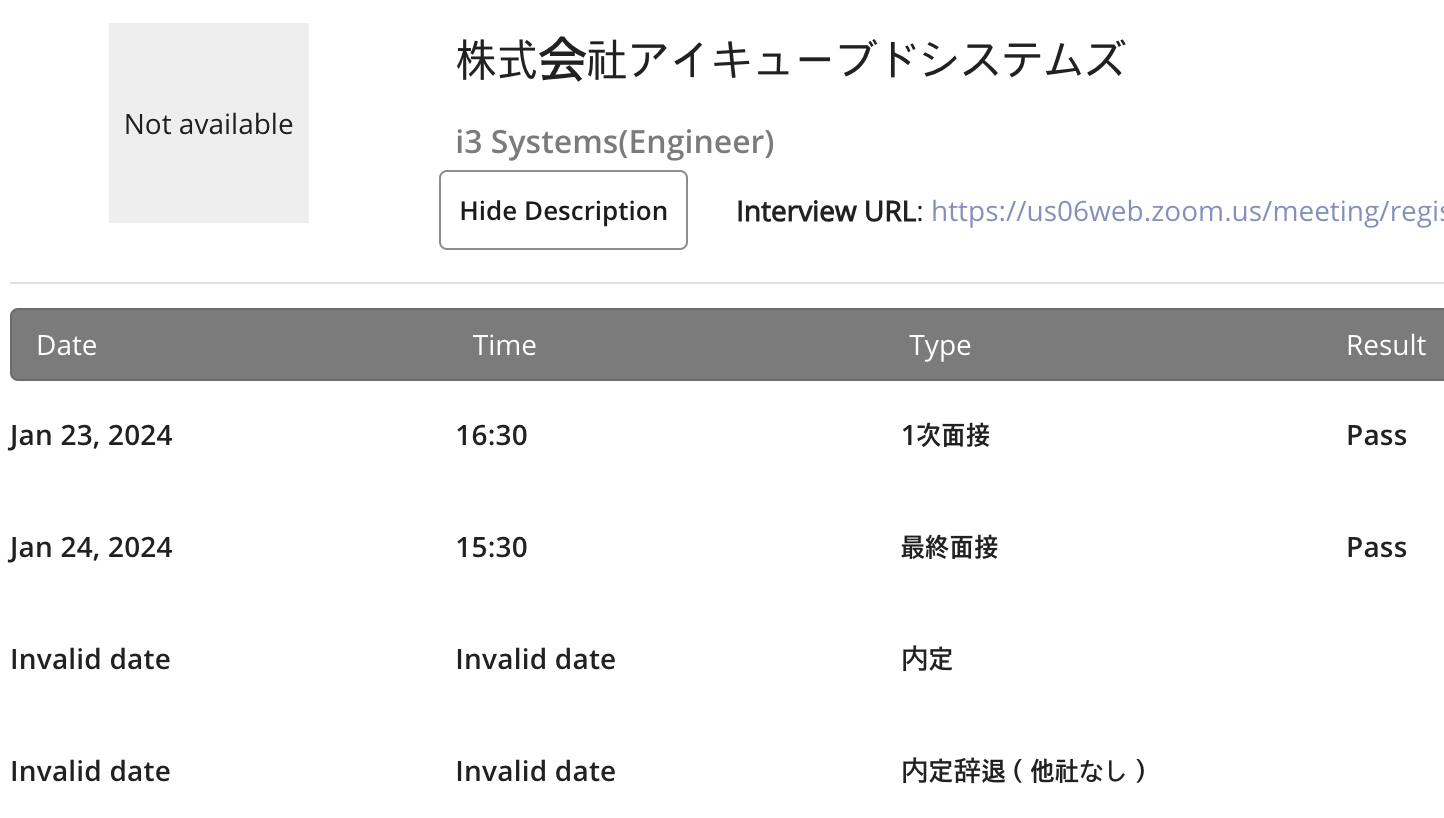 Not available
株式会社アイキューブドシステムズ
i3 Systems(Engineer)
Hide Description
Interview URL: https://us06web.zoom.us/meeting/regis
Date Time Type Result
Jan 23, 2024 16:30 1次面接 Pass
Jan 24, 2024 15:30 最終面接 Pass
Invalid date Invalid date 内定
Invalid date Invalid date 内定辞退 ( 他社なし )